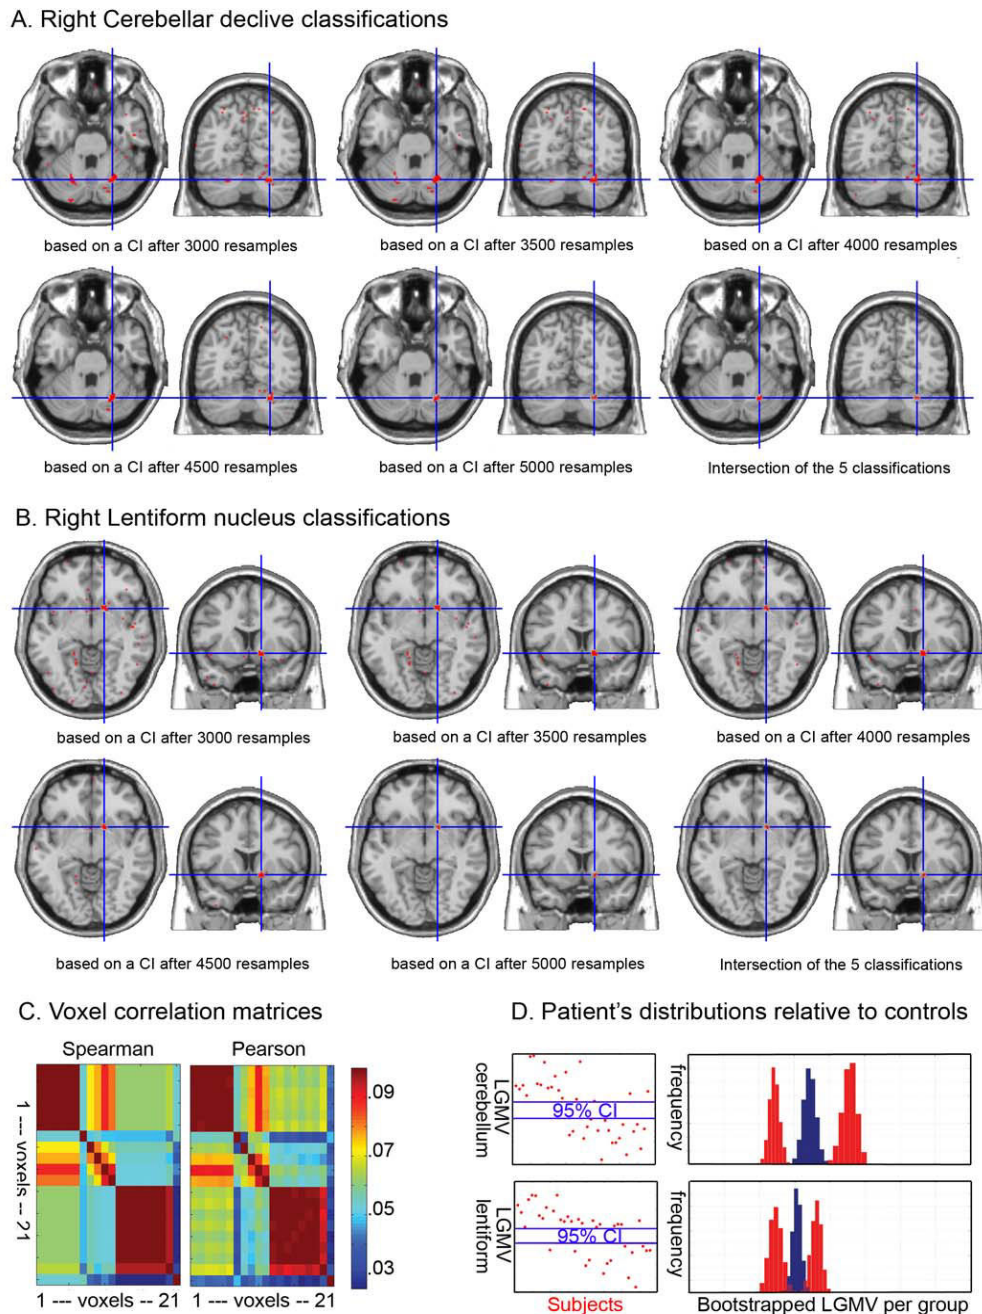 A. Right Cerebellar declive classifications
based on a CI after 3000 resamples
based on a CI after 3500 resamples
based on a CI after 4000 resamples
based on a CI after 4500 resamples
based on a CI after 5000 resamples
Intersection of the 5 classifications
B. Right Lentiform nucleus classifications
based on a CI after 3000 resamples
based on a CI after 3500 resamples
based on a CI after 4000 resamples
based on a CI after 4500 resamples
based on a CI after 5000 resamples
Intersection of the 5 classifications
C. Voxel correlation matrices
Spearman
Pearson
1 --- voxels -- 21
.09
.07
.05
.03
1 --- voxels -- 21
1 --- voxels -- 21
D. Patient's distributions relative to controls
LGMV
cerebellum
95% CI
frequency
LGMV
lentiform
95% CI
frequency
Subjects
Bootstrapped LGMV per group